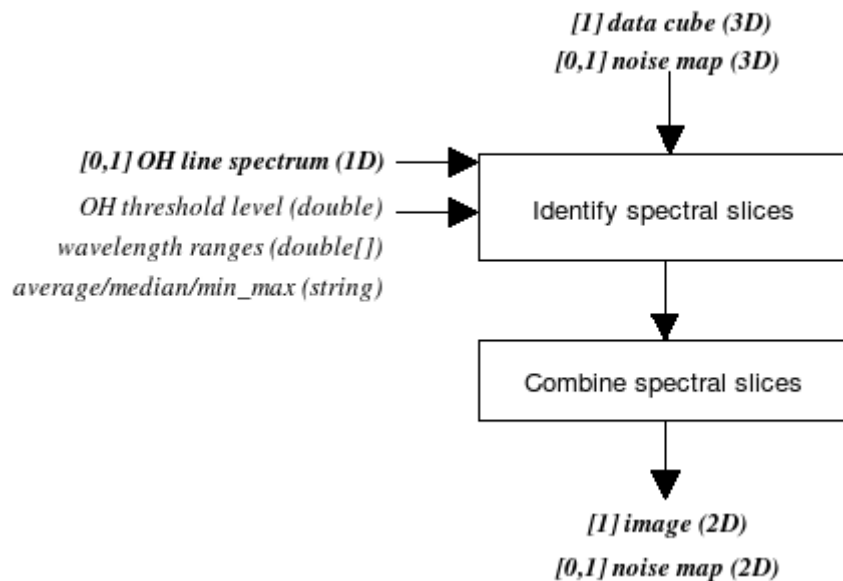 [1] data cube (3D)
[0,1] noise map (3D)
[0,1] OH line spectrum (1D)
OH threshold level (double)
wavelength ranges (double[])
average/median/min_max (string)
Identify spectral slices
Combine spectral slices
[1] image (2D)
[0,1] noise map (2D)